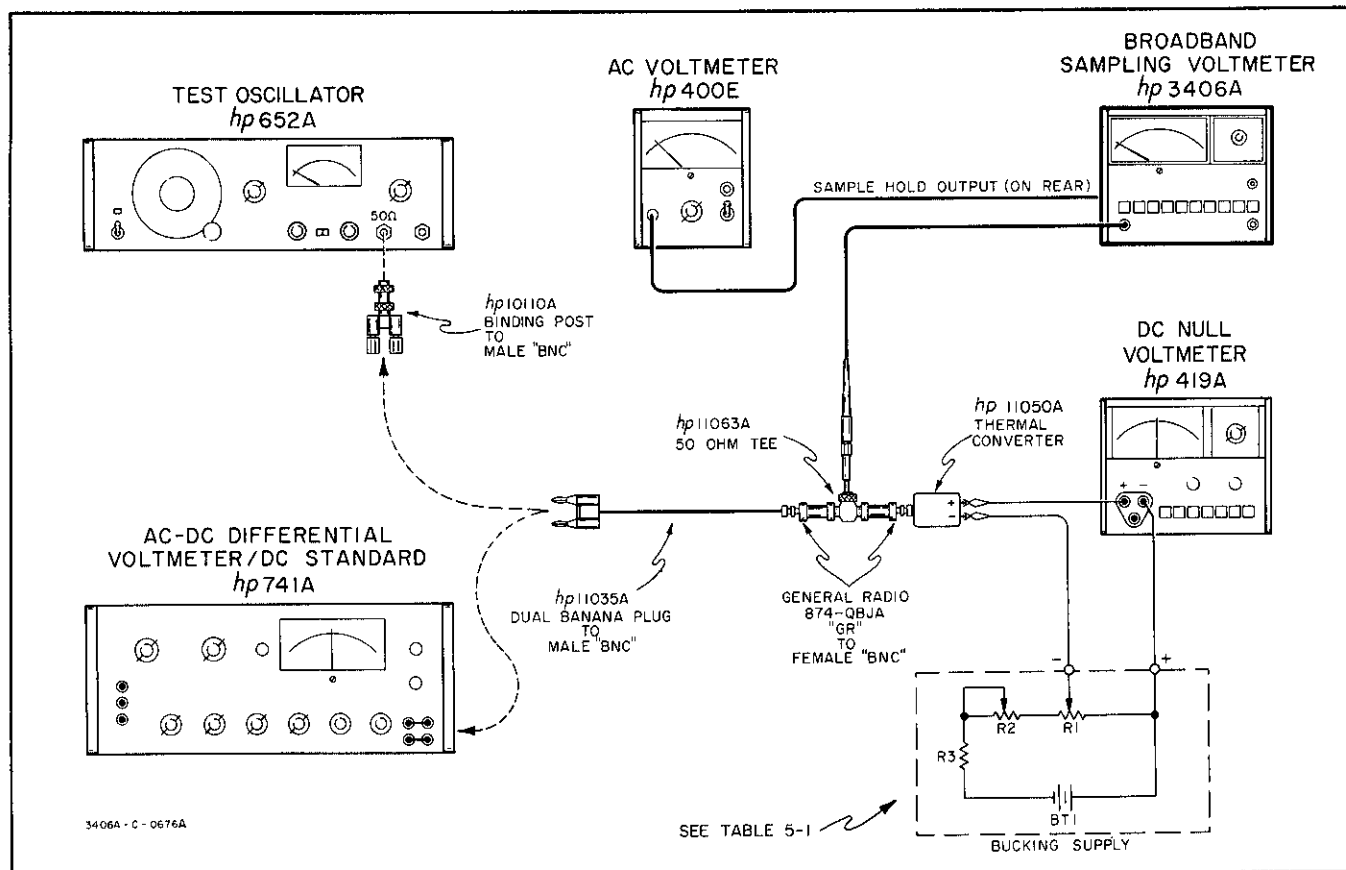 TEST OSCILLATOR
hp 652A
50Ω
hp 10110A
BINDING POST
TO
MALE "BNC"
AC VOLTMETER
hp 400E
BROADBAND
SAMPLING VOLTMETER
hp 3406A
SAMPLE HOLD OUTPUT (ON REAR)
DC NULL
VOLTMETER
hp 419A
+ -
hp 11063A
50 OHM TEE
hp 11050A
THERMAL
CONVERTER
+
-
AC-DC DIFFERENTIAL
VOLTMETER/DC STANDARD
hp 741A
hp 11035A
DUAL BANANA PLUG
TO
MALE "BNC"
GENERAL RADIO
874-QBJA
"GR"
TO
FEMALE "BNC"
- +
R2 R1
R3
BT1
BUCKING SUPPLY
SEE TABLE 5-1
3406A-C-0676A